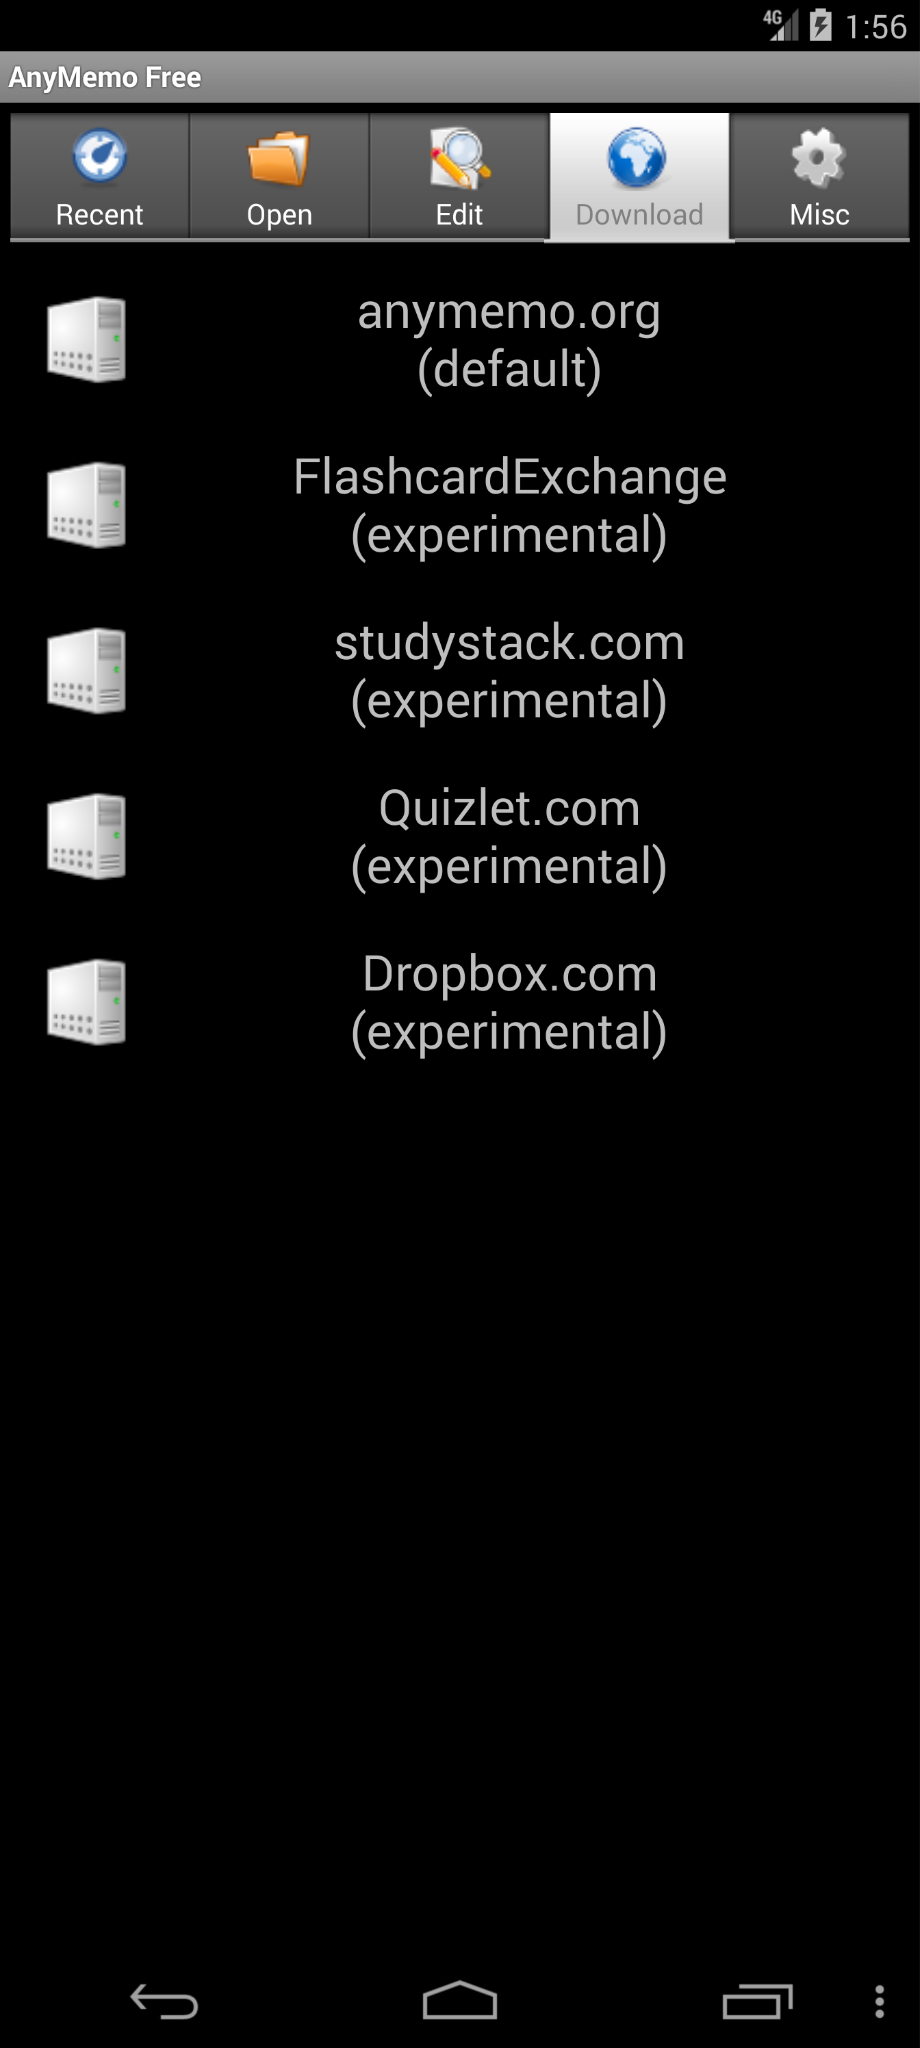 4G 1:56
AnyMemo Free
Recent Open Edit Download Misc
anymemo.org
(default)
FlashcardExchange
(experimental)
studystack.com
(experimental)
Quizlet.com
(experimental)
Dropbox.com
(experimental)